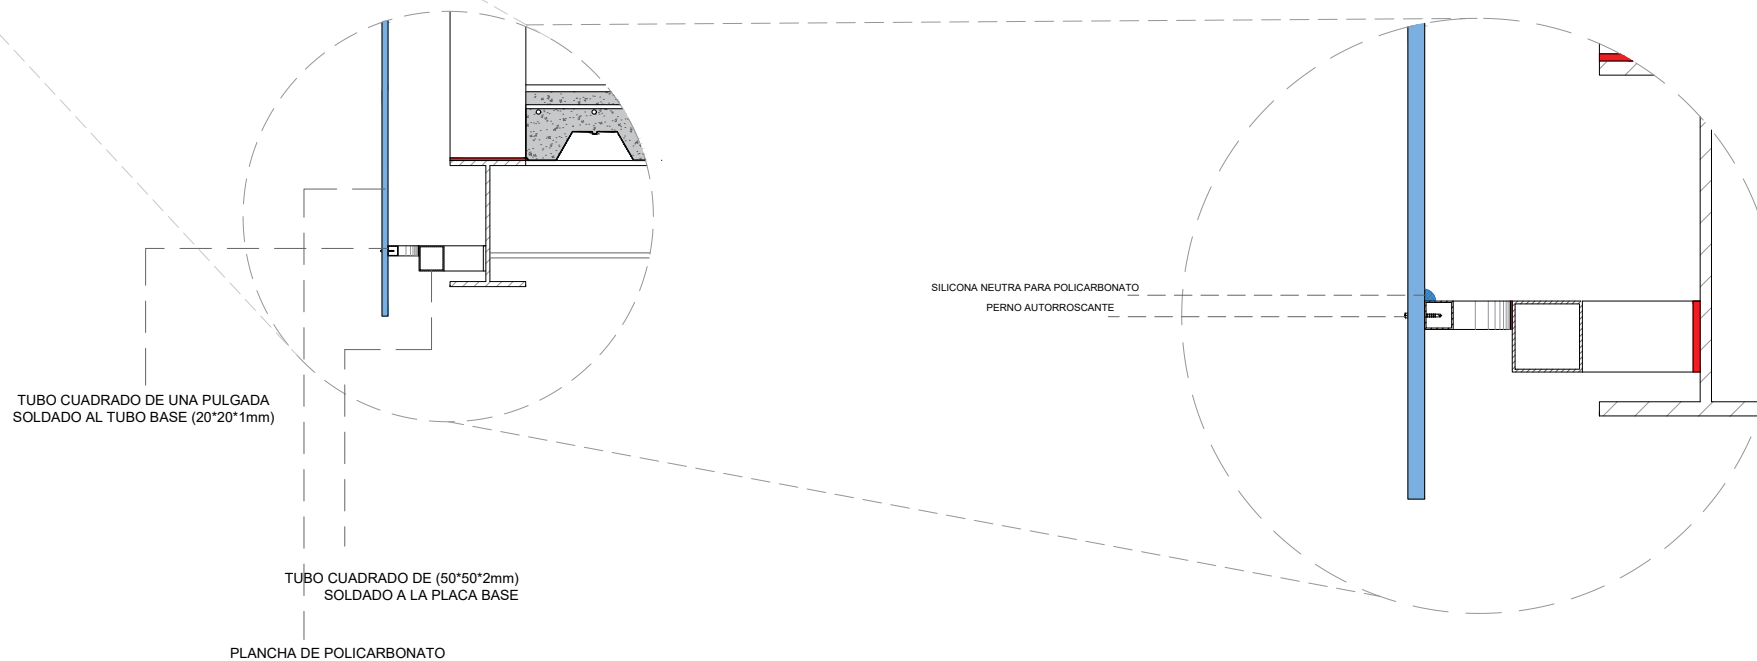 SILICONA NEUTRA PARA POLICARBONATO
PERNO AUTORROSCANTE
TUBO CUADRADO DE UNA PULGADA
SOLDADO AL TUBO BASE (20*20*1mm)
TUBO CUADRADO DE (50*50*2mm)
SOLDADO A LA PLACA BASE
PLANCHA DE POLICARBONATO